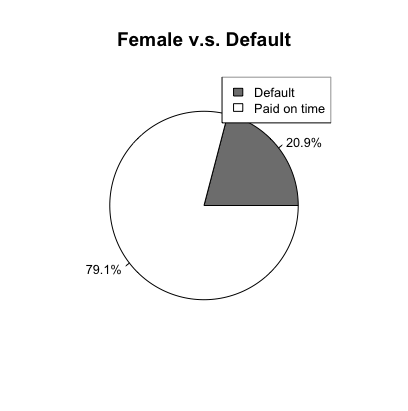 Female v.s. Default
Default
Paid on time
20.9%
79.1%